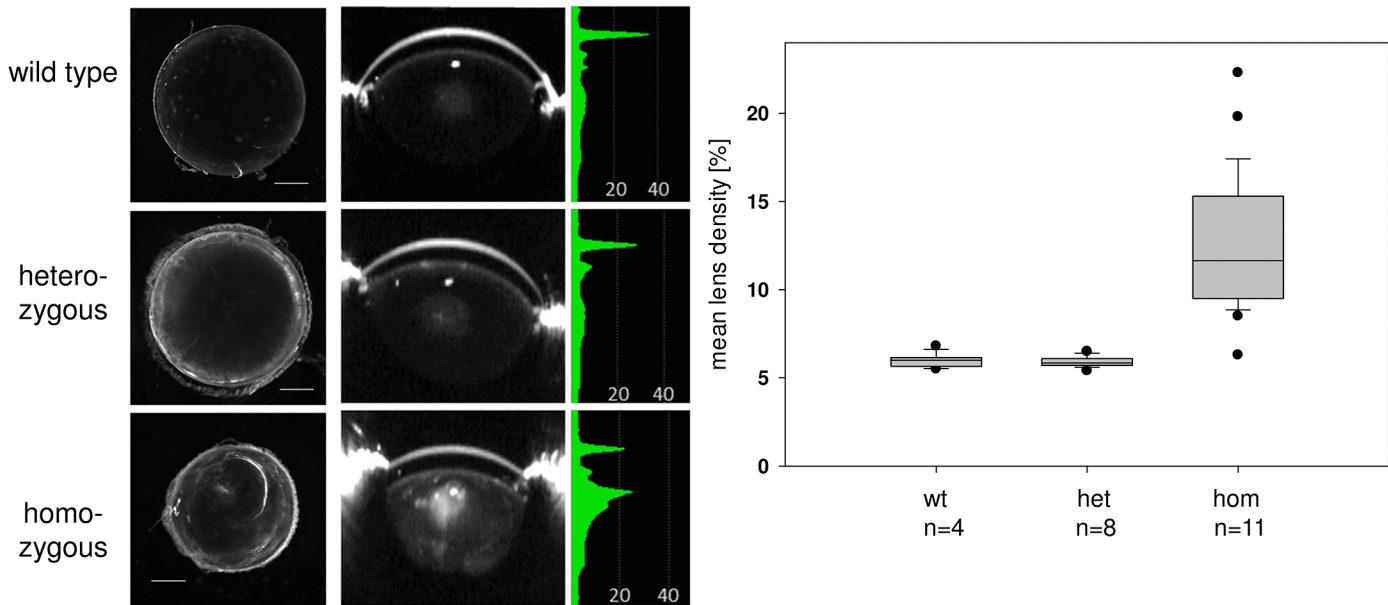 wild type
20 40
hetero-
zygous
20 40
homo-
zygous
20 40
mean lens density [%]
20
15
10
5
0
wt
het
hom
n=4
n=8
n=11